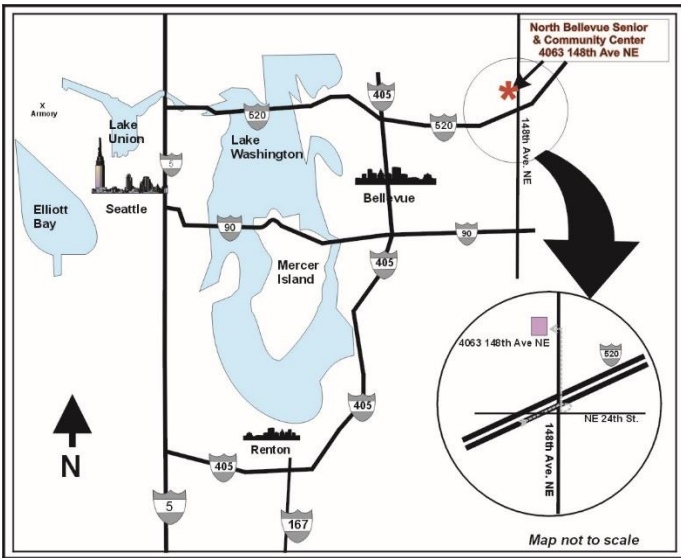 North Bellevue Senior
& Community Center
4063 148th Ave NE
405
X
Armory
520
Lake
Union
Lake
Washington
520
148th Ave. NE
5
Seattle
Bellevue
Elliott
Bay
90
90
Mercer
Island
405
4063 148th Ave NE
520
405
NE 24th St.
148th Ave. NE
N
Renton
405
5
167
Map not to scale